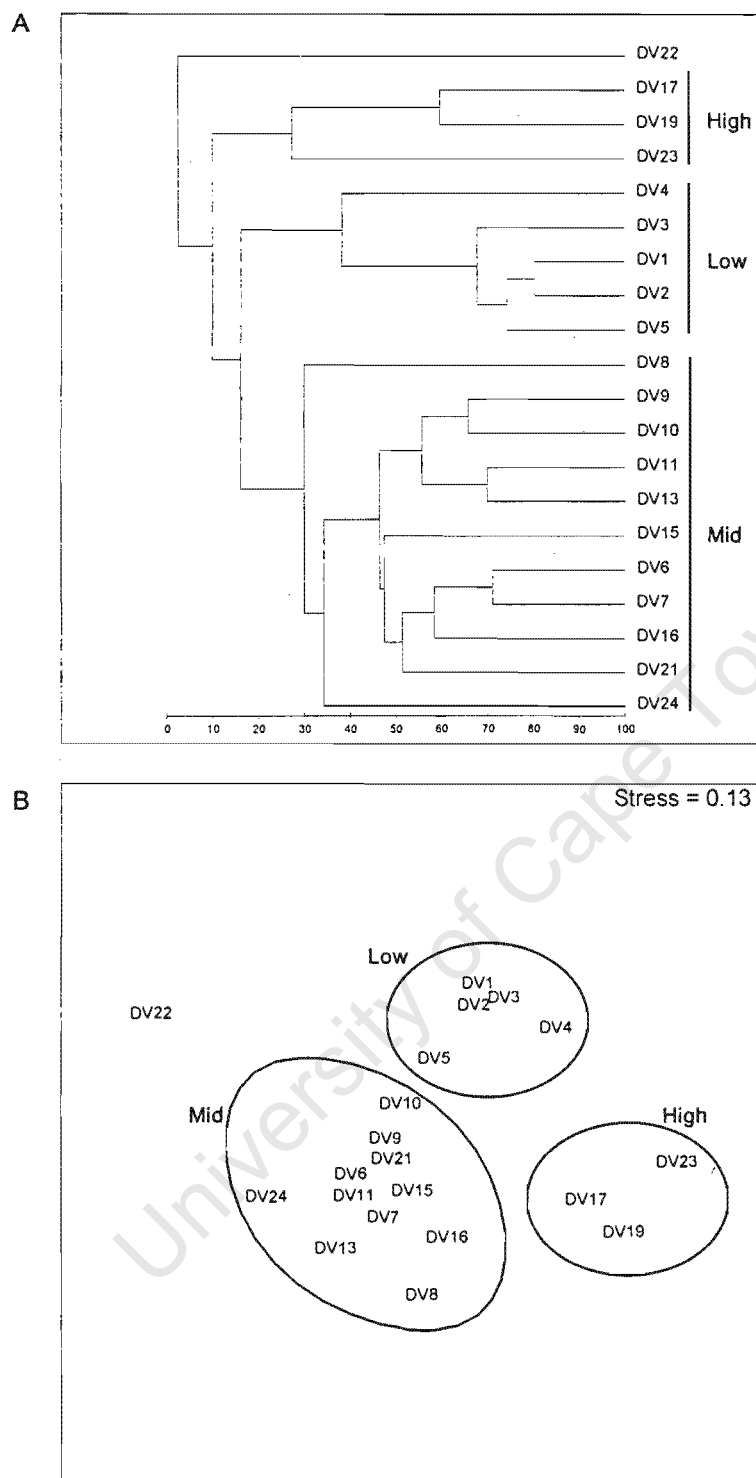 A
DV22
DV17
DV19
High
DV23
DV4
DV3
DV1
Low
DV2
DV5
DV8
DV9
DV10
DV11
DV13
DV15
Mid
DV6
DV7
DV16
DV21
DV24
0 10 20 30 40 50 60 70 80 90 100
B
Stress = 0.13
Low
DV1
DV2 DV3
DV22
DV4
DV5
Mid
DV10
High
DV9
DV21
DV23
DV6
DV24
DV11
DV15
DV17
DV7
DV16
DV19
DV13
DV8
University of Cape Tow